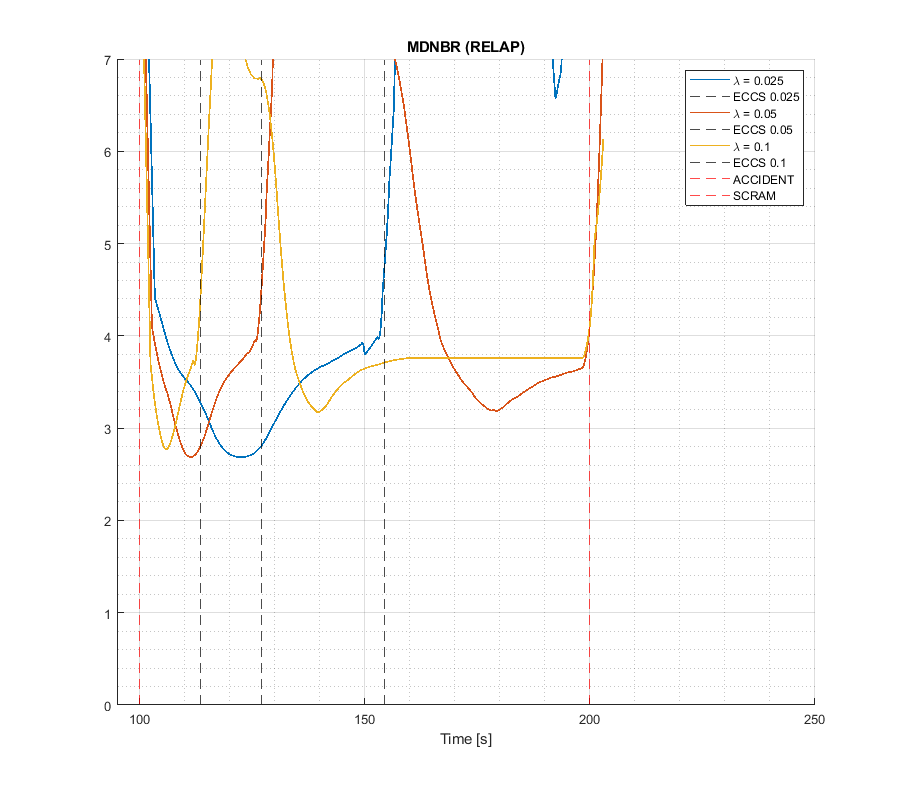 MDNBR (RELAP)
7
6
5
4
3
2
1
0
100
150
200
250
Time [s]
λ = 0.025
ECCS 0.025
λ = 0.05
ECCS 0.05
λ = 0.1
ECCS 0.1
ACCIDENT
SCRAM